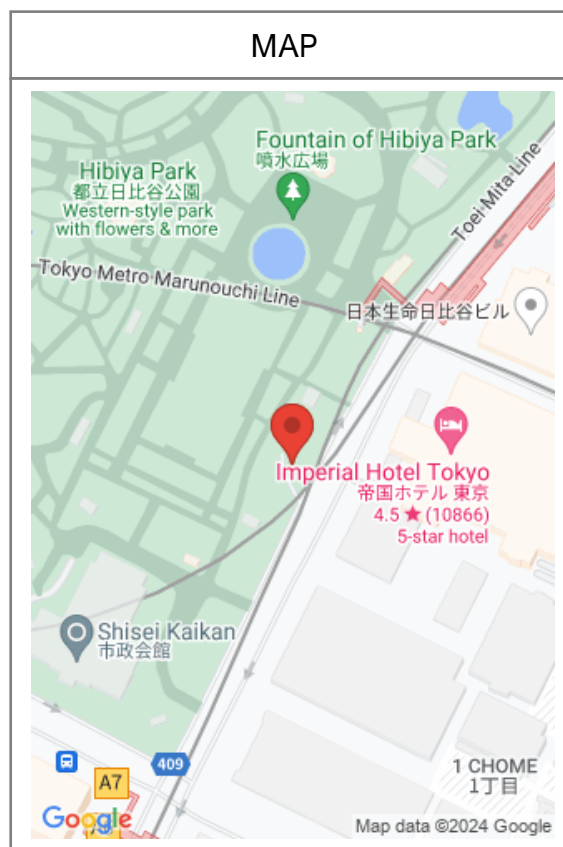 MAP
Fountain of Hibiya Park
噴水広場
Hibiya Park
都立日比谷公園
Western-style park
with flowers & more
Toei Mita Line
Tokyo Metro Marunouchi Line
日本生命日比谷ビル
Imperial Hotel Tokyo
帝国ホテル 東京
4.5 ★ (10866)
5-star hotel
Shisei Kaikan
市政会館
409
A7
1 CHOME
1丁目
Google
Map data ©2024 Google